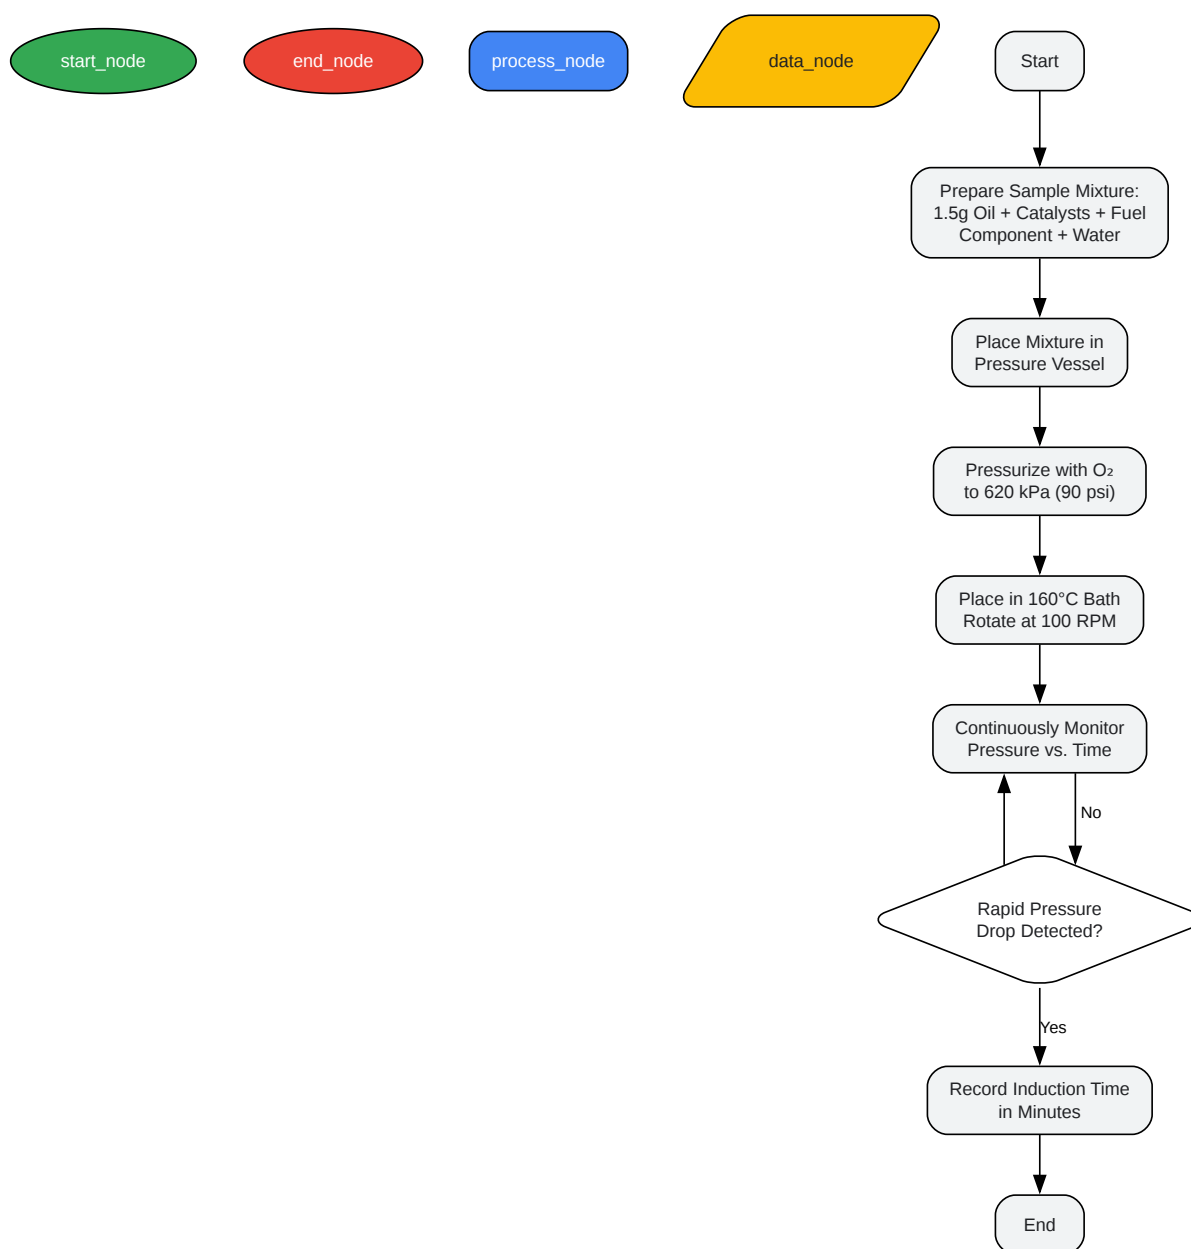 start_node
end_node
process_node
data_node
Start
Prepare Sample Mixture:
1.5g Oil + Catalysts + Fuel
Component + Water
Place Mixture in
Pressure Vessel
Pressurize with O₂
to 620 kPa (90 psi)
Place in 160°C Bath
Rotate at 100 RPM
Continuously Monitor
Pressure vs. Time
No
Rapid Pressure
Drop Detected?
Yes
Record Induction Time
in Minutes
End